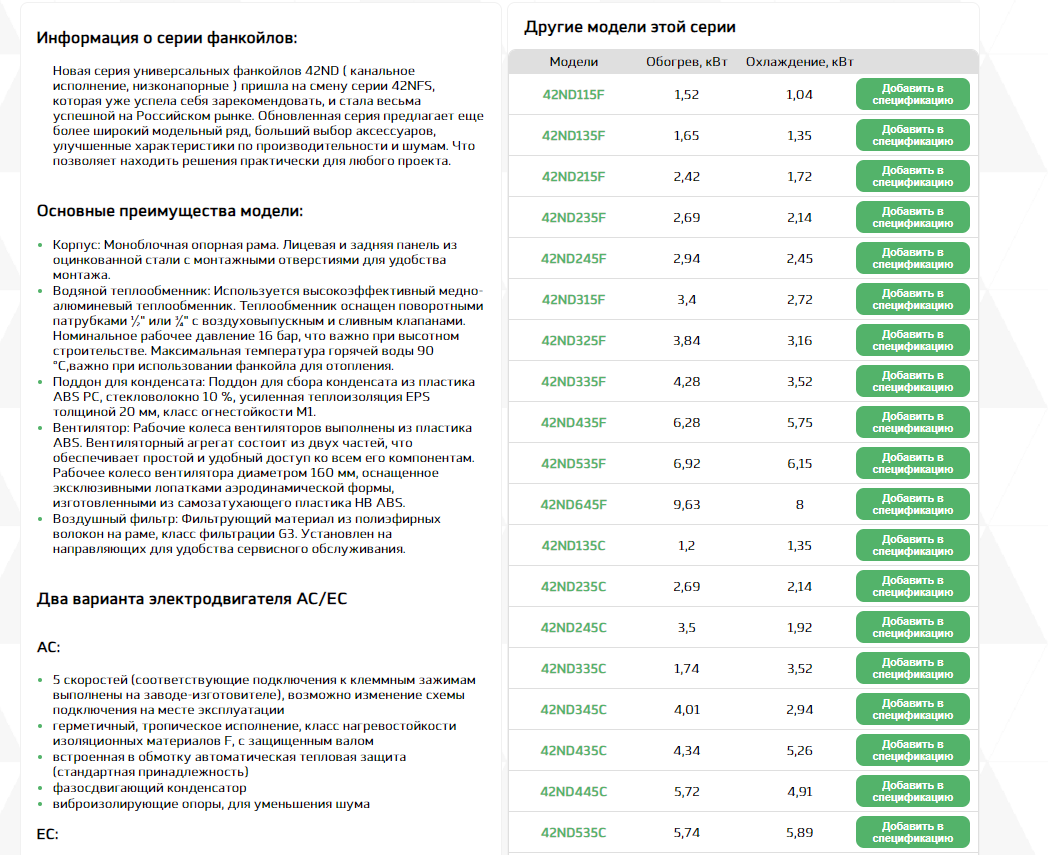 Информация о серии фанкойлов:
Новая серия универсальных фанкойлов 42ND ( канальное
исполнение, низконапорные ) пришла на смену серии 42NFS,
которая уже успела себя зарекомендовать, и стала весьма
успешной на Российском рынке. Обновленная серия предлагает еще
более широкий модельный ряд, больший выбор аксессуаров,
улучшенные характеристики по производительности и шумам. Что
позволяет находить решения практически для любого проекта.
Основные преимущества модели:
Корпус: Моноблочная опорная рама. Лицевая и задняя панель из
оцинкованной стали с монтажными отверстиями для удобства
монтажа.
Водяной теплообменник: Используется высокоэффективный медно-
алюминевый теплообменник. Теплообменник оснащен поворотными
патрубками ½" или ¾" с воздуховыпускным и сливным клапанами.
Номинальное рабочее давление 16 бар, что важно при высотном
строительстве. Максимальная температура горячей воды 90
°С,важно при использовании фанкойла для отопления.
Поддон для конденсата: Поддон для сбора конденсата из пластика
ABS PC, стекловолокно 10 %, усиленная теплоизоляция EPS
толщиной 20 мм, класс огнестойкости М1.
Вентилятор: Рабочие колеса вентиляторов выполнены из пластика
ABS. Вентиляторный агрегат состоит из двух частей, что
обеспечивает простой и удобный доступ ко всем его компонентам.
Рабочее колесо вентилятора диаметром 160 мм, оснащенное
эксклюзивными лопатками аэродинамической формы,
изготовленными из самозатухающего пластика HB ABS.
Воздушный фильтр: Фильтрующий материал из полиэфирных
волокон на раме, класс фильтрации G3. Установлен на
направляющих для удобства сервисного обслуживания.
Два варианта электродвигателя AC/EC
AC:
5 скоростей (соответствующие подключения к клеммным зажимам
выполнены на заводе-изготовителе), возможно изменение схемы
подключения на месте эксплуатации
герметичный, тропическое исполнение, класс нагревостойкости
изоляционных материалов F, с защищенным валом
встроенная в обмотку автоматическая тепловая защита
(стандартная принадлежность)
фазосдвигающий конденсатор
виброизолирующие опоры, для уменьшения шума
EC:
Другие модели этой серии
Модели Обогрев, кВт Охлаждение, кВт
42ND115F 1,52 1,04 Добавить в
спецификацию
42ND135F 1,65 1,35 Добавить в
спецификацию
42ND215F 2,42 1,72 Добавить в
спецификацию
42ND235F 2,69 2,14 Добавить в
спецификацию
42ND245F 2,94 2,45 Добавить в
спецификацию
42ND315F 3,4 2,72 Добавить в
спецификацию
42ND325F 3,84 3,16 Добавить в
спецификацию
42ND335F 4,28 3,52 Добавить в
спецификацию
42ND435F 6,28 5,75 Добавить в
спецификацию
42ND535F 6,92 6,15 Добавить в
спецификацию
42ND645F 9,63 8 Добавить в
спецификацию
42ND135C 1,2 1,35 Добавить в
спецификацию
42ND235C 2,69 2,14 Добавить в
спецификацию
42ND245C 3,5 1,92 Добавить в
спецификацию
42ND335C 1,74 3,52 Добавить в
спецификацию
42ND345C 4,01 2,94 Добавить в
спецификацию
42ND435C 4,34 5,26 Добавить в
спецификацию
42ND445C 5,72 4,91 Добавить в
спецификацию
42ND535C 5,74 5,89 Добавить в
спецификацию